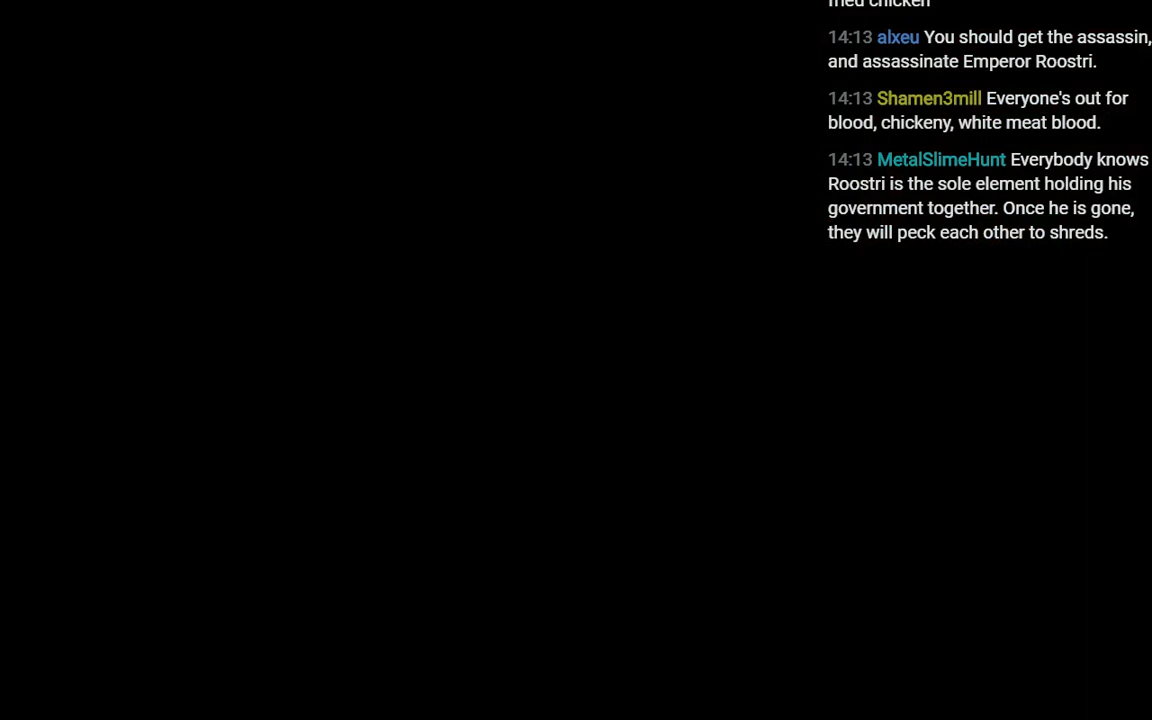 fried chicken
14:13 alxeu You should get the assassin,
and assassinate Emperor Roostri.
14:13 Shamen3mill Everyone's out for
blood, chickeny, white meat blood.
14:13 MetalSlimeHunt Everybody knows
Roostri is the sole element holding his
government together. Once he is gone,
they will peck each other to shreds.